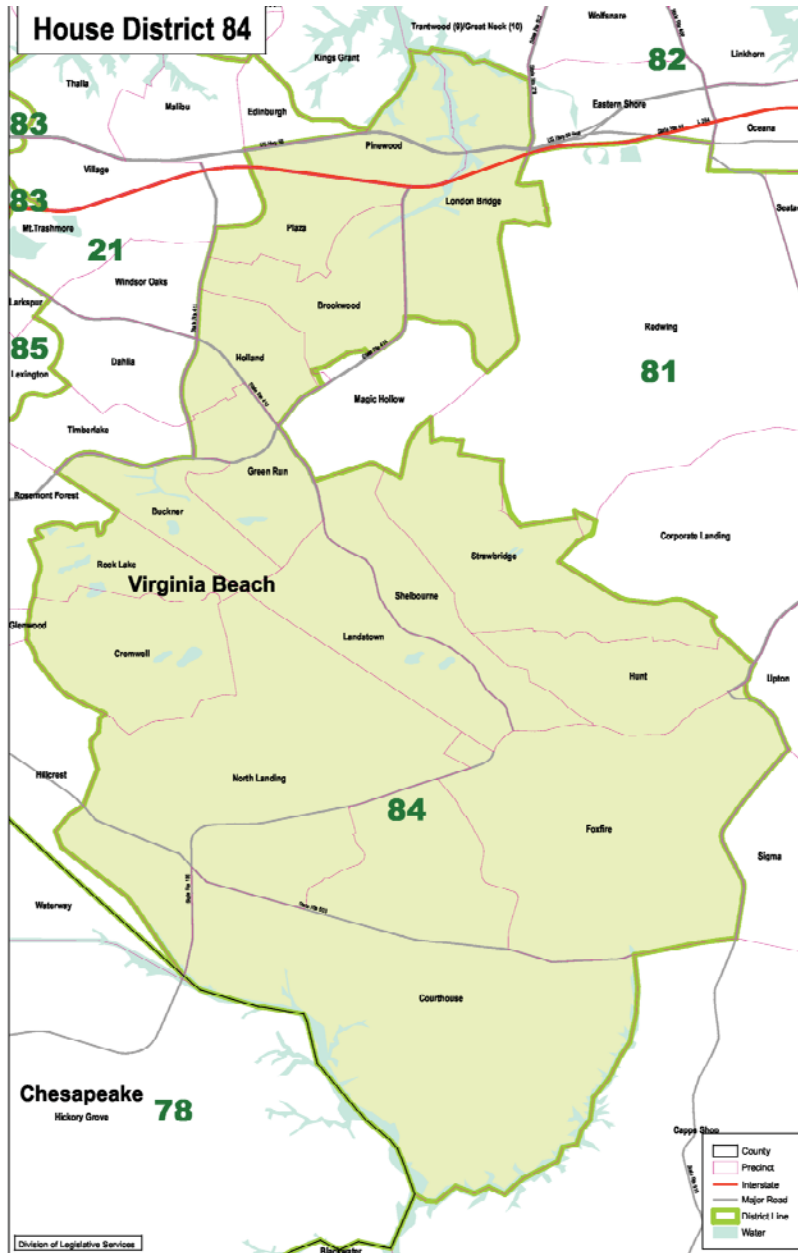 House District 84
Trantwood (9)/Great Neck (10)
Wolfsnare
Kings Grant
82
Linkhorn
Thalia
Malibu
Edinburgh
Eastern Shore
83
Pinewood
Oceana
Village
83
London Bridge
Mt.Trashmore
Plaza
21
Windsor Oaks
Larkspur
Brookwood
Redwing
85
Holland
Dahlia
81
Lexington
Magic Hollow
Timberlake
Green Run
Rosemont Forest
Buckner
Corporate Landing
Rock Lake
Strawbridge
Virginia Beach
Shelbourne
Glenwood
Landstown
Cromwell
Hunt
Upton
Hillcrest
North Landing
84
Foxfire
Sigma
Waterway
Courthouse
Chesapeake
78
Hickory Grove
Capps Shop
County
Precinct
Interstate
Major Road
District Line
Water
Division of Legislative Services
Blackwater